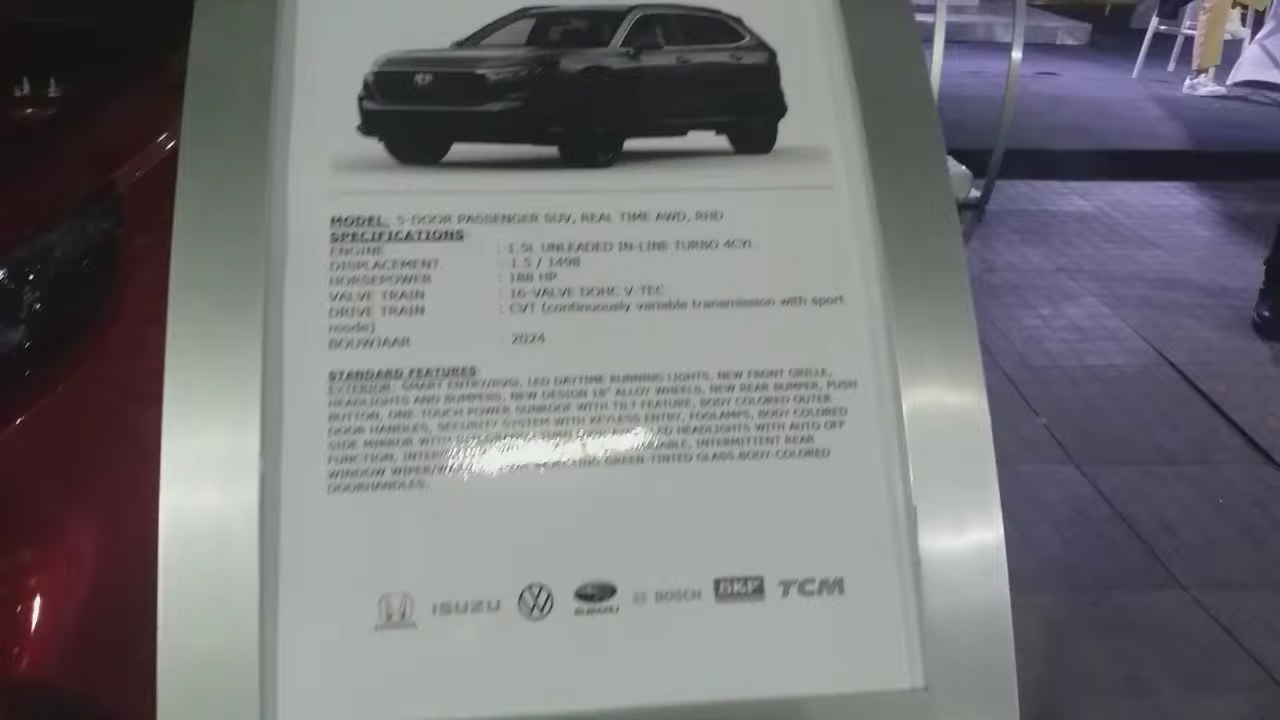 MODEL 5-DOOR PASSENGER SUV, REAL TIME AWD, RHD
SPECIFICATIONS
ENGINE : 1.5L UNLEADED IN-LINE TURBO 4CYL
DISPLACEMENT : 1.5 / 1498
HORSEPOWER : 188 HP
VALVE TRAIN : 16-VALVE DOHC V-TEC
DRIVE TRAIN : CVT (continuously variable transmission with sport
mode)
BOUWJAAR 2024
STANDARD FEATURES
EXTERIOR: SMART ENTRY/ LED DAYTIME RUNNING LIGHTS, NEW FRONT GRILLE,
HEADLIGHTS AND BUMPERS, NEW DESIGN 18" ALLOY WHEELS, NEW REAR BUMPER, PUSH
BUTTON, ONE TOUCH POWER SUNROOF WITH TILT FEATURE, BODY COLORED OUTER
DOOR HANDLES, SECURITY SYSTEM WITH KEYLESS ENTRY, FOGLAMPS, BODY COLORED
SIDE MIRROR WITH HEADLIGHTS WITH AUTO OFF
FUNCTION, INTERMITTENT REAR
WINDOW GREEN-TINTED GLASS.BODY-COLORED
DOORHANDLES.
ISUZU SUBARU BOSCH SKF TCM